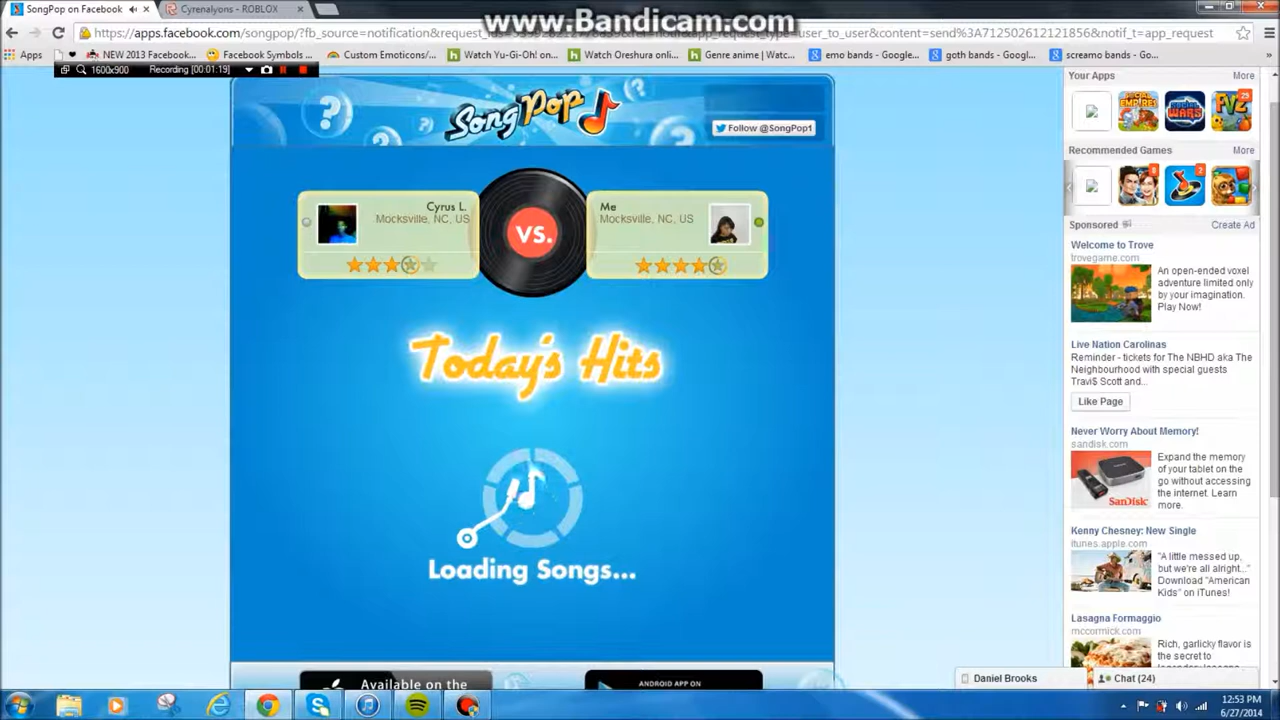 www.Bandicam.com
SongPop on Facebook
Cyrenalyons - ROBLOX
https://apps.facebook.com/songpop/?fb_source=notification&request_
app_request_type=user_to_user&content=send%3A712502612121856&notif_t=app_request
Apps
NEW 2013 Facebook...
Facebook Symbols ...
Custom Emoticons/...
Watch Yu-Gi-Oh! on...
Watch Oreshura onl...
Genre anime | Watc...
emo bands - Google...
goth bands - Google...
screamo bands - Go...
1600x900
Recording [00:01:19]
SongPop
Follow @SongPop1
Cyrus L.
Mocksville, NC, US
VS.
Me
Mocksville, NC, US
Today's Hits
Loading Songs...
Available on the
ANDROID APP ON
Your Apps
More
25
Recommended Games
More
8
2
Sponsored
Create Ad
Welcome to Trove
trovegame.com
An open-ended voxel
adventure limited only
by your imagination.
Play Now!
Live Nation Carolinas
Reminder - tickets for The NBHD aka The
Neighbourhood with special guests
Travi$ Scott and...
Like Page
Never Worry About Memory!
sandisk.com
Expand the memory
of your tablet on the
go without accessing
the internet. Learn
more.
SanDisk
Kenny Chesney: New Single
itunes.apple.com
"A little messed up,
but we're all alright..."
Download "American
Kids" on iTunes!
Lasagna Formaggio
mccormick.com
Rich, garlicky flavor is
the secret to
Daniel Brooks
Chat (24)
12:53 PM
6/27/2014